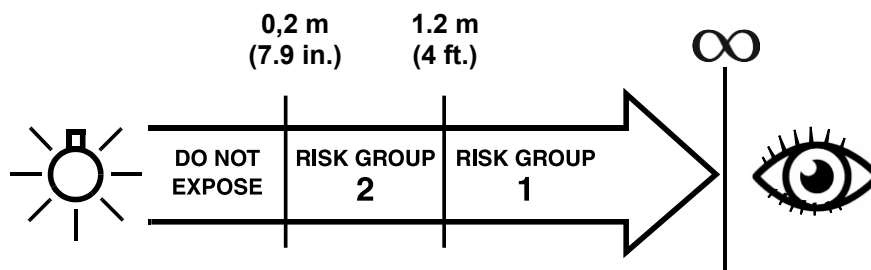 0,2 m
(7.9 in.)
1.2 m
(4 ft.)
∞
DO NOT
EXPOSE
RISK GROUP
2
RISK GROUP
1